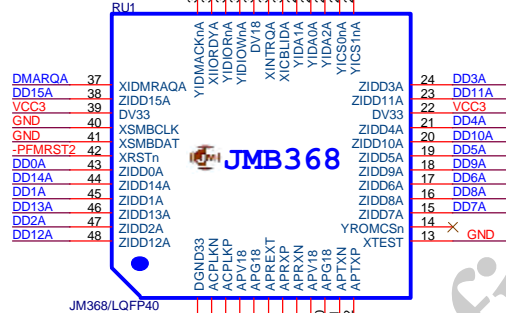 RU1
YIDMACKnA
XIIORDYA
YIDIORnA
YIDIOWnA
DV18
XINTRQA
XICBLIDA
YIDA1A
YIDA0A
YIDA2A
YICS0nA
YICS1nA
DMARQA 37 XIDMRAQA
DD15A 38 ZIDD15A
VCC3 39 DV33
GND 40 XSMBCLK
GND 41 XSMBDAT
-PFMRST2 42 XRSTn
DD0A 43 ZIDD0A
DD14A 44 ZIDD14A
DD1A 45 ZIDD1A
DD13A 46 ZIDD13A
DD2A 47 ZIDD2A
DD12A 48 ZIDD12A
JMB368
ZIDD3A 24 DD3A
ZIDD11A 23 DD11A
DV33 22 VCC3
ZIDD4A 21 DD4A
ZIDD10A 20 DD10A
ZIDD5A 19 DD5A
ZIDD9A 18 DD9A
ZIDD6A 17 DD6A
ZIDD8A 16 DD8A
ZIDD7A 15 DD7A
YROMCSn 14
XTEST 13 GND
DGND33
ACPLKN
ACPLKP
APV18
APG18
APREXT
APRXP
APRXN
APV18
APG18
APTXN
APTXP
JM368/LQFP40